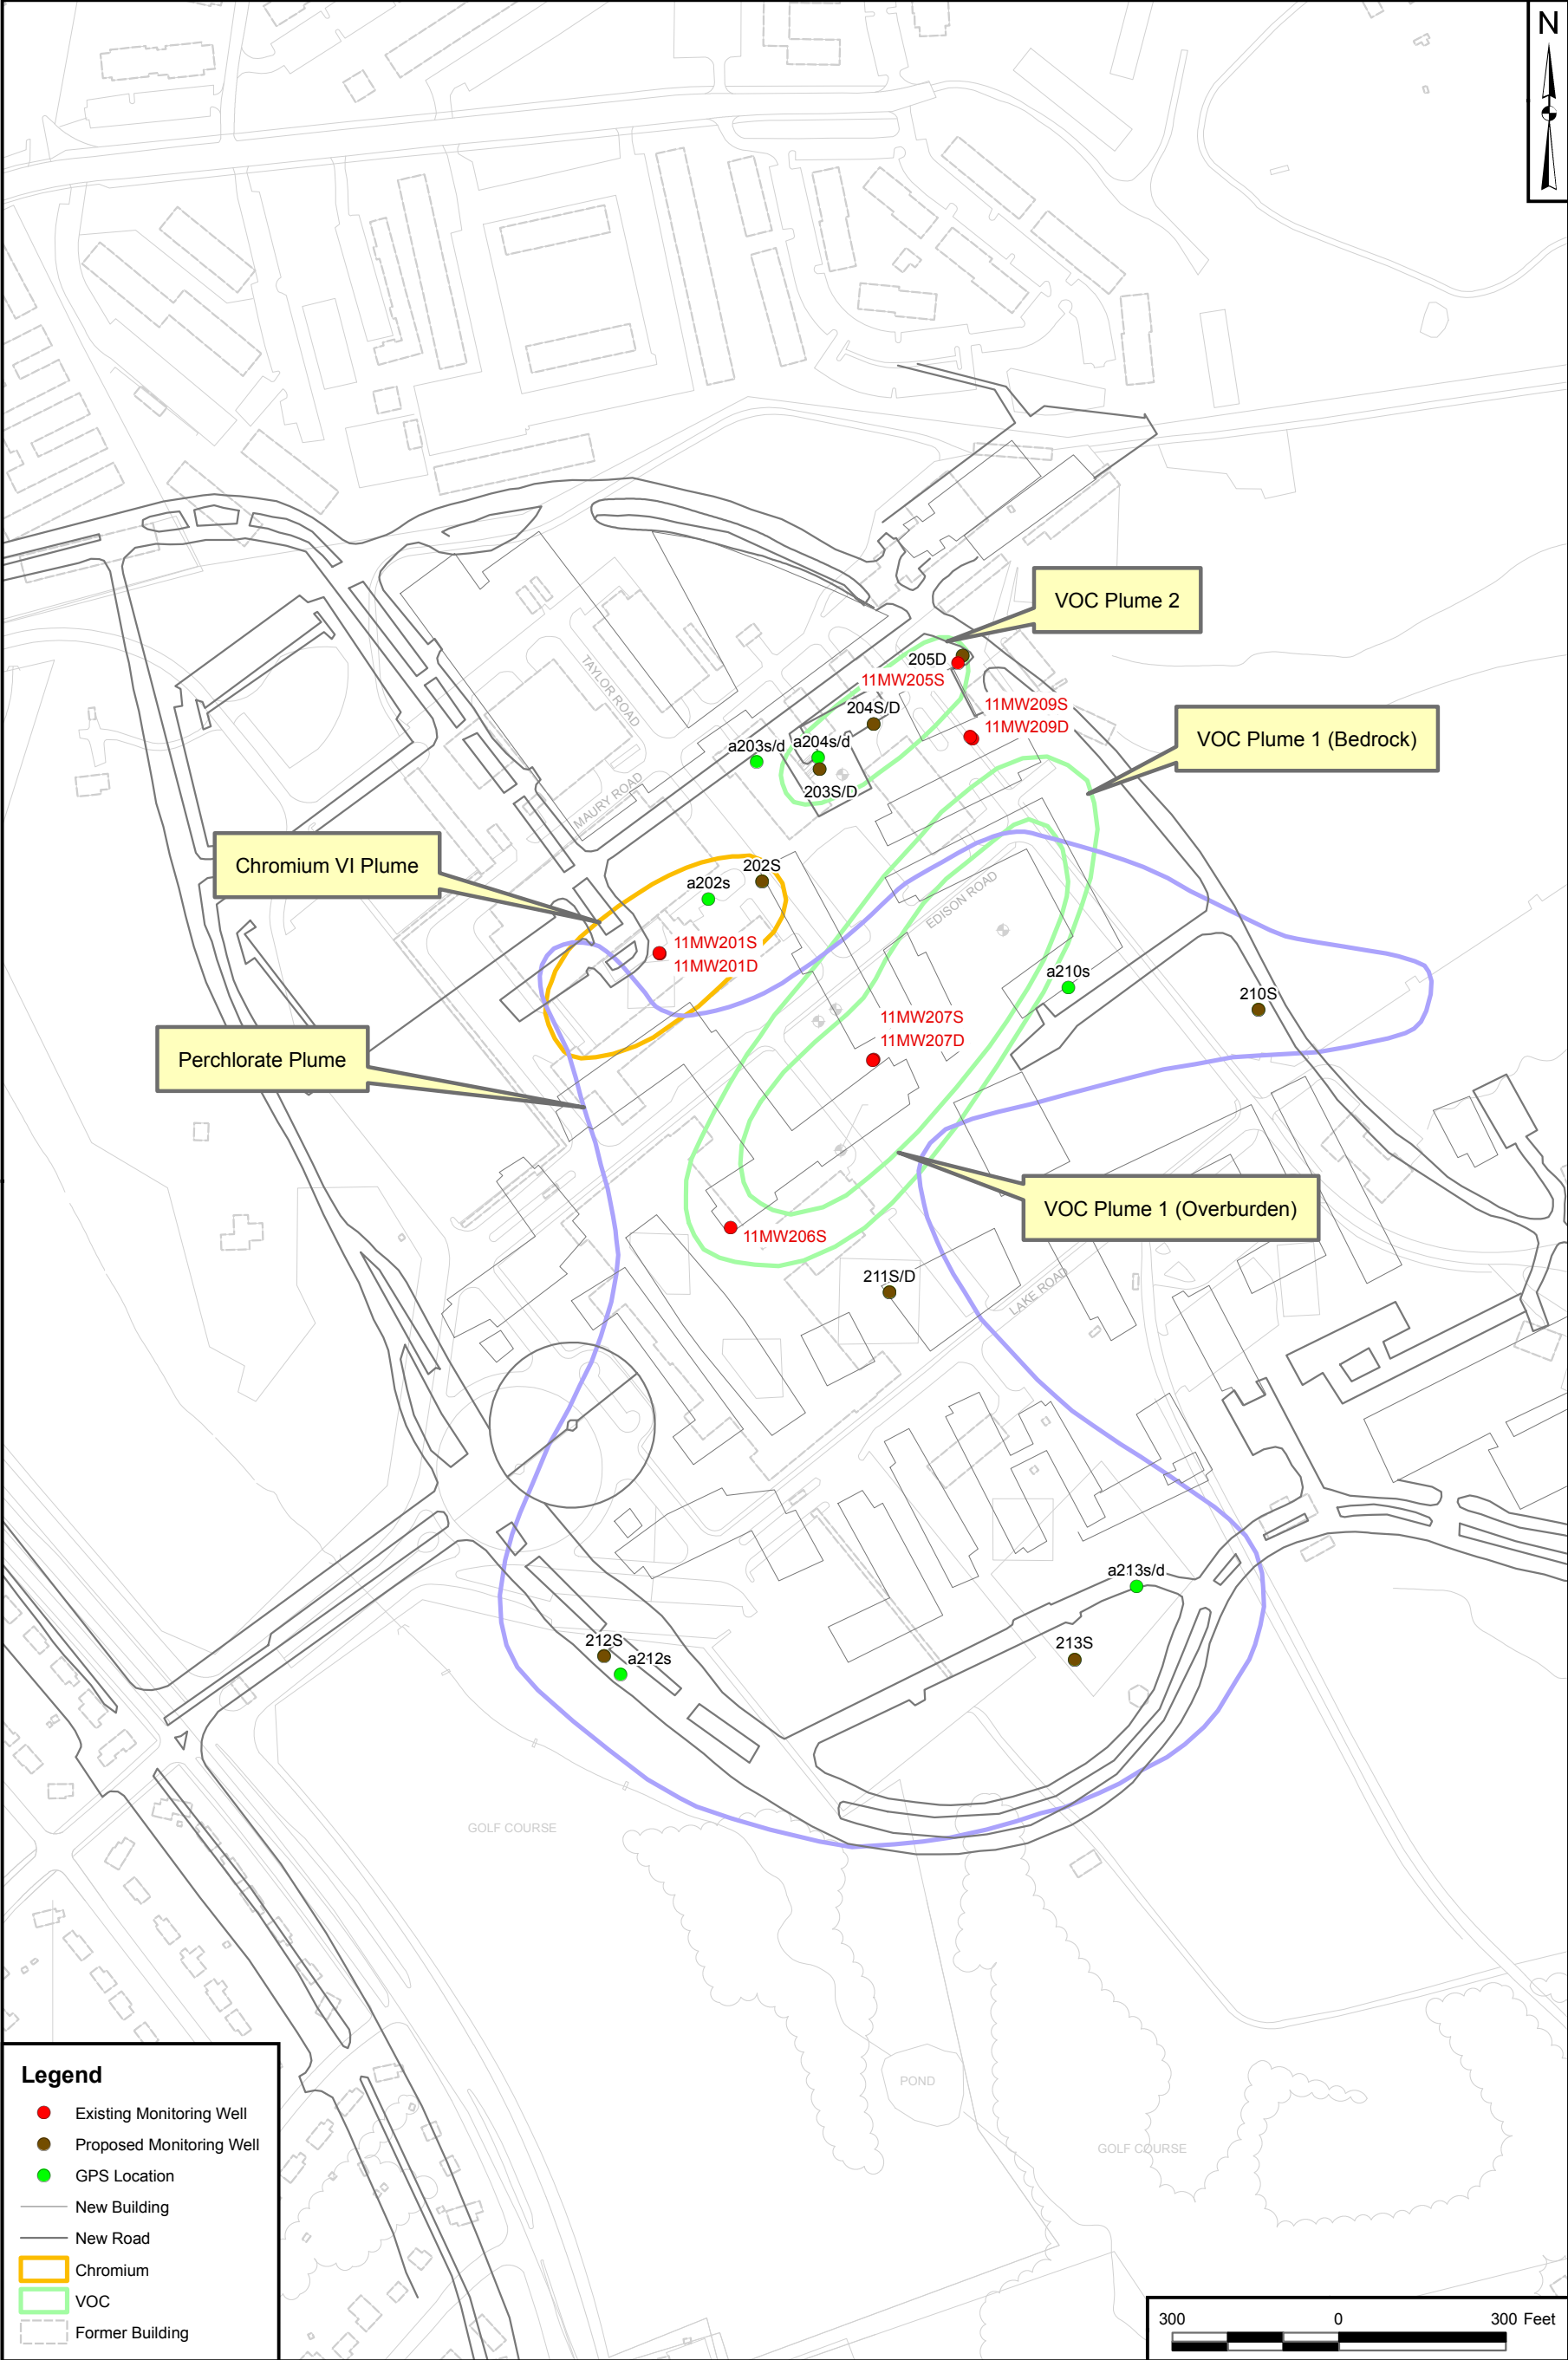 N
VOC Plume 2
205D
11MW205S
TAYLOR ROAD
204S/D
11MW209S
11MW209D
a203s/d
a204s/d
VOC Plume 1 (Bedrock)
203S/D
MAURY ROAD
Chromium VI Plume
202S
a202s
EDISON ROAD
11MW201S
11MW201D
a210s
210S
11MW207S
11MW207D
Perchlorate Plume
VOC Plume 1 (Overburden)
11MW206S
211S/D
LAKE ROAD
a213s/d
212S
a212s
213S
GOLF COURSE
POND
GOLF COURSE
Legend
Existing Monitoring Well
Proposed Monitoring Well
GPS Location
New Building
New Road
Chromium
VOC
Former Building
300 0 300 Feet